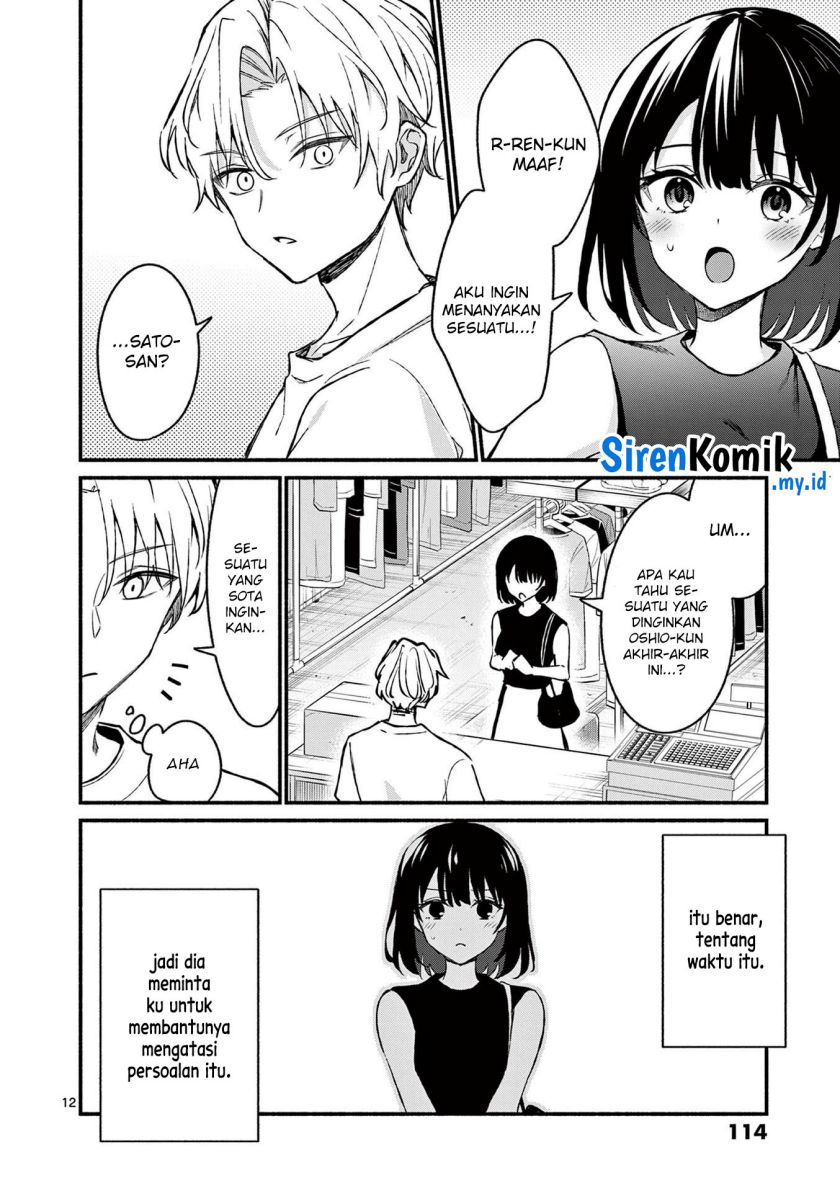 R-REN-KUN
MAAF!
AKU INGIN
MENANYAKAN
SESUATU...!
...SATO-
SAN?
SirenKomik
.my.id
UM...
APA KAU
TAHU SE-
SUATU YANG
DINGINKAN
OSHIO-KUN
AKHIR-AKHIR
INI...?
SE-
SUATU
YANG
SOTA
INGIN-
KAN...
AHA
itu benar,
tentang
waktu itu.
jadi dia
meminta
ku untuk
membantunya
mengatasi
persoalan itu.
12
114